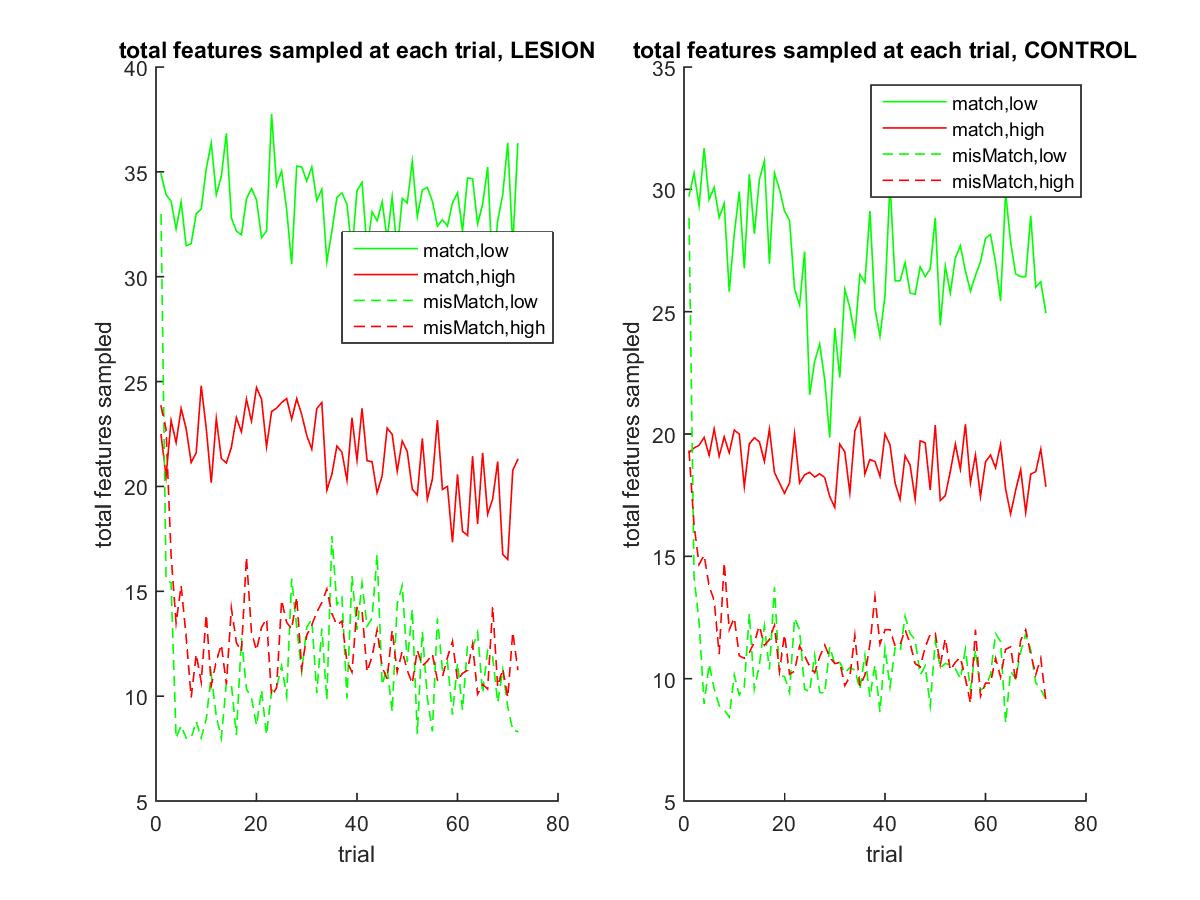 total features sampled at each trial, LESION
total features sampled
40
35
30
25
20
15
10
5
0
20
40
60
80
trial
match,low
match,high
misMatch,low
misMatch,high
total features sampled at each trial, CONTROL
total features sampled
35
30
25
20
15
10
5
0
20
40
60
80
trial
match,low
match,high
misMatch,low
misMatch,high